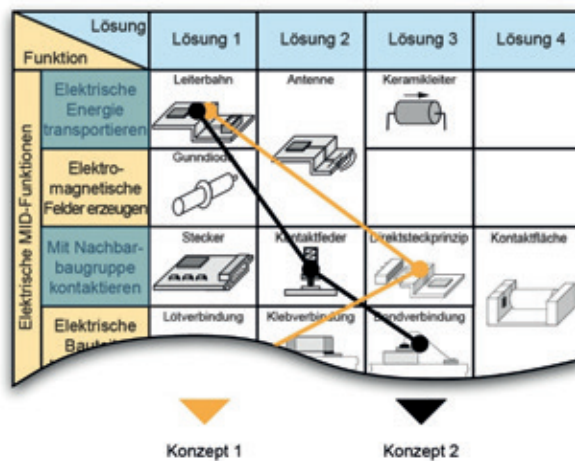 Lösung
Funktion
Lösung 1
Lösung 2
Lösung 3
Lösung 4
Elektrische MID-Funktionen
Elektrische
Energie
transportieren
Leiterbahn
Antenne
Keramikleiter
Elektro-
magnetische
Felder erzeugen
Gunndiode
Mit Nachbar-
baugruppe
kontaktieren
Stecker
Kontaktfeder
Direktsteckprinzip
Kontaktfläche
Elektrische
Lötverbindung
Klebverbindung
Bondverbindung
Konzept 1
Konzept 2